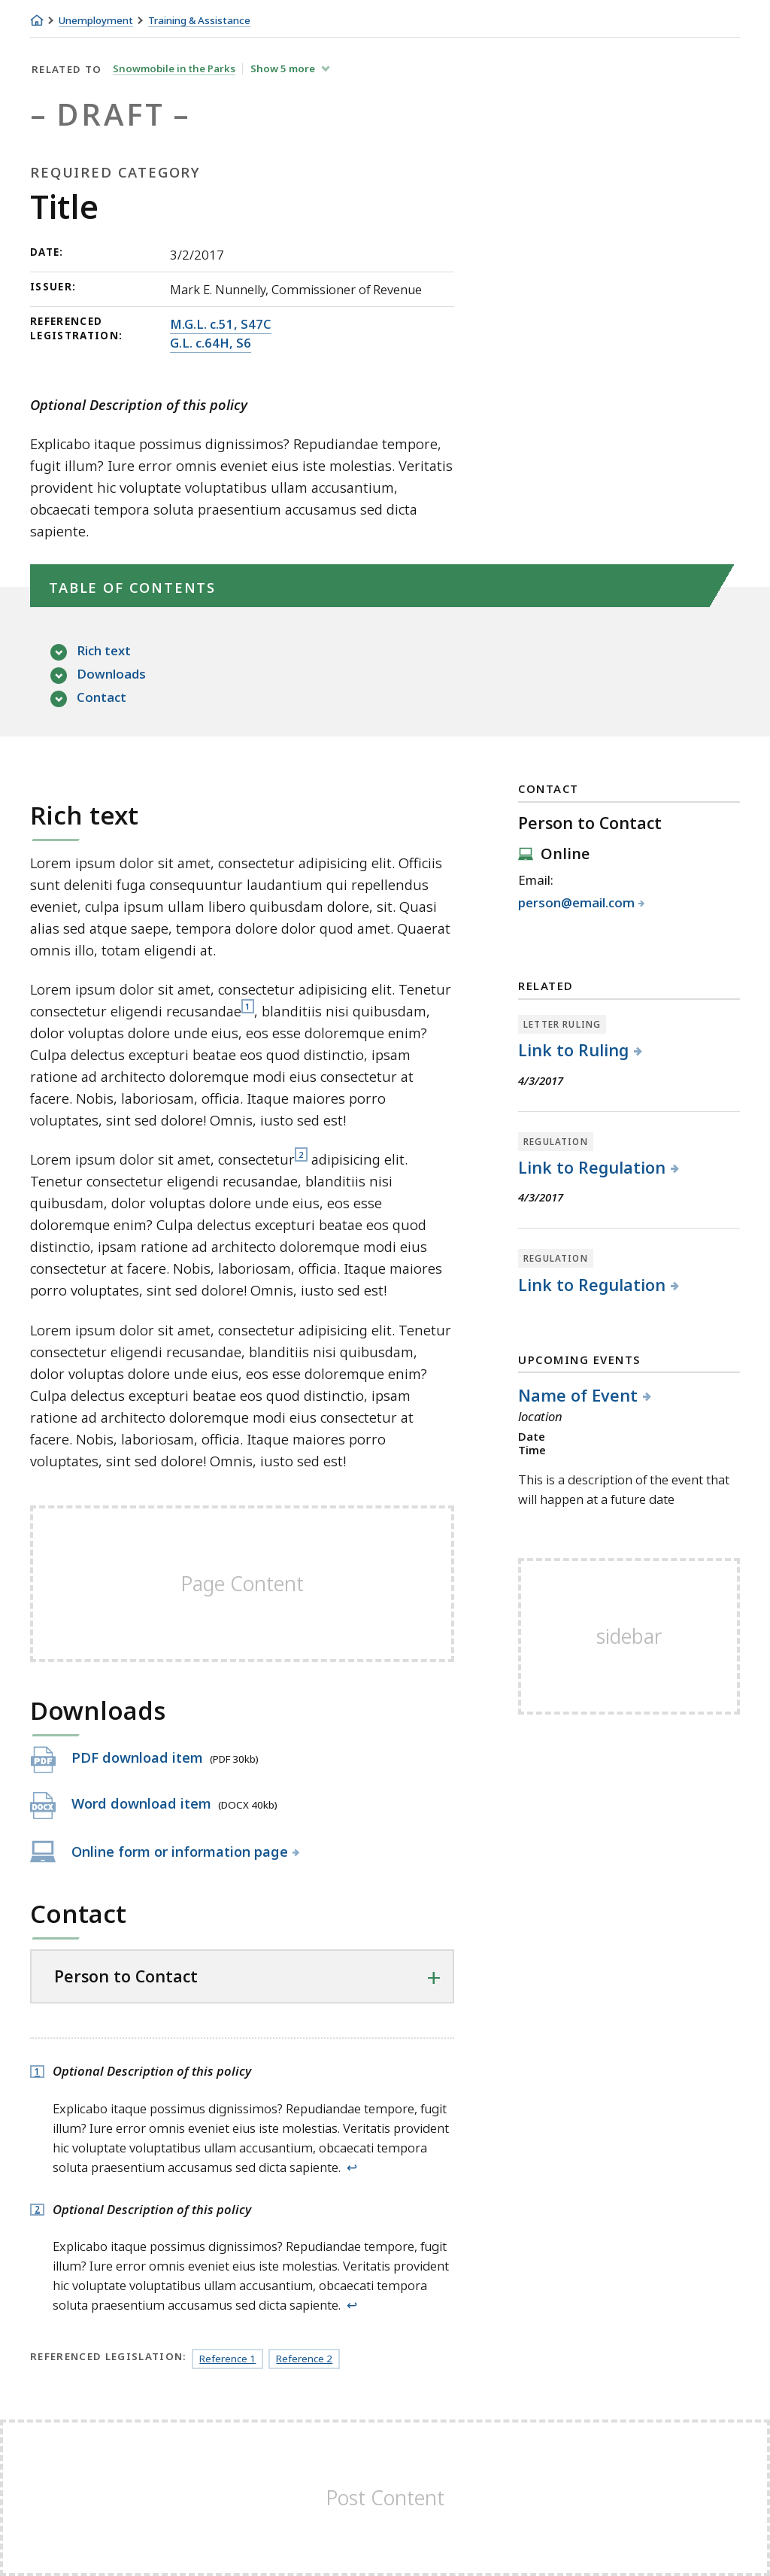 Unemployment Training & Assistance
RELATED TO Snowmobile in the Parks Show 5 more
– DRAFT –
REQUIRED CATEGORY
Title
DATE: 3/2/2017
ISSUER: Mark E. Nunnelly, Commissioner of Revenue
REFERENCED LEGISTRATION: M.G.L. c.51, S47C
G.L. c.64H, S6
Optional Description of this policy
Explicabo itaque possimus dignissimos? Repudiandae tempore,
fugit illum? Iure error omnis eveniet eius iste molestias. Veritatis
provident hic voluptate voluptatibus ullam accusantium,
obcaecati tempora soluta praesentium accusamus sed dicta
sapiente.
TABLE OF CONTENTS
Rich text
Downloads
Contact
Rich text
Lorem ipsum dolor sit amet, consectetur adipisicing elit. Officiis
sunt deleniti fuga consequuntur laudantium qui repellendus
eveniet, culpa ipsum ullam libero quibusdam dolore, sit. Quasi
alias sed atque saepe, tempora dolore dolor quod amet. Quaerat
omnis illo, totam eligendi at.
Lorem ipsum dolor sit amet, consectetur adipisicing elit. Tenetur
consectetur eligendi recusandae1, blanditiis nisi quibusdam,
dolor voluptas dolore unde eius, eos esse doloremque enim?
Culpa delectus excepturi beatae eos quod distinctio, ipsam
ratione ad architecto doloremque modi eius consectetur at
facere. Nobis, laboriosam, officia. Itaque maiores porro
voluptates, sint sed dolore! Omnis, iusto sed est!
Lorem ipsum dolor sit amet, consectetur2 adipisicing elit.
Tenetur consectetur eligendi recusandae, blanditiis nisi
quibusdam, dolor voluptas dolore unde eius, eos esse
doloremque enim? Culpa delectus excepturi beatae eos quod
distinctio, ipsam ratione ad architecto doloremque modi eius
consectetur at facere. Nobis, laboriosam, officia. Itaque maiores
porro voluptates, sint sed dolore! Omnis, iusto sed est!
Lorem ipsum dolor sit amet, consectetur adipisicing elit. Tenetur
consectetur eligendi recusandae, blanditiis nisi quibusdam,
dolor voluptas dolore unde eius, eos esse doloremque enim?
Culpa delectus excepturi beatae eos quod distinctio, ipsam
ratione ad architecto doloremque modi eius consectetur at
facere. Nobis, laboriosam, officia. Itaque maiores porro
voluptates, sint sed dolore! Omnis, iusto sed est!
Page Content
Downloads
PDF PDF download item (PDF 30kb)
DOCX Word download item (DOCX 40kb)
Online form or information page
Contact
Person to Contact +
1 Optional Description of this policy
Explicabo itaque possimus dignissimos? Repudiandae tempore, fugit
illum? Iure error omnis eveniet eius iste molestias. Veritatis provident
hic voluptate voluptatibus ullam accusantium, obcaecati tempora
soluta praesentium accusamus sed dicta sapiente. ↩
2 Optional Description of this policy
Explicabo itaque possimus dignissimos? Repudiandae tempore, fugit
illum? Iure error omnis eveniet eius iste molestias. Veritatis provident
hic voluptate voluptatibus ullam accusantium, obcaecati tempora
soluta praesentium accusamus sed dicta sapiente. ↩
REFERENCED LEGISLATION: Reference 1 Reference 2
CONTACT
Person to Contact
Online
Email:
person@email.com
RELATED
LETTER RULING
Link to Ruling
4/3/2017
REGULATION
Link to Regulation
4/3/2017
REGULATION
Link to Regulation
UPCOMING EVENTS
Name of Event
location
Date
Time
This is a description of the event that
will happen at a future date
sidebar
Post Content